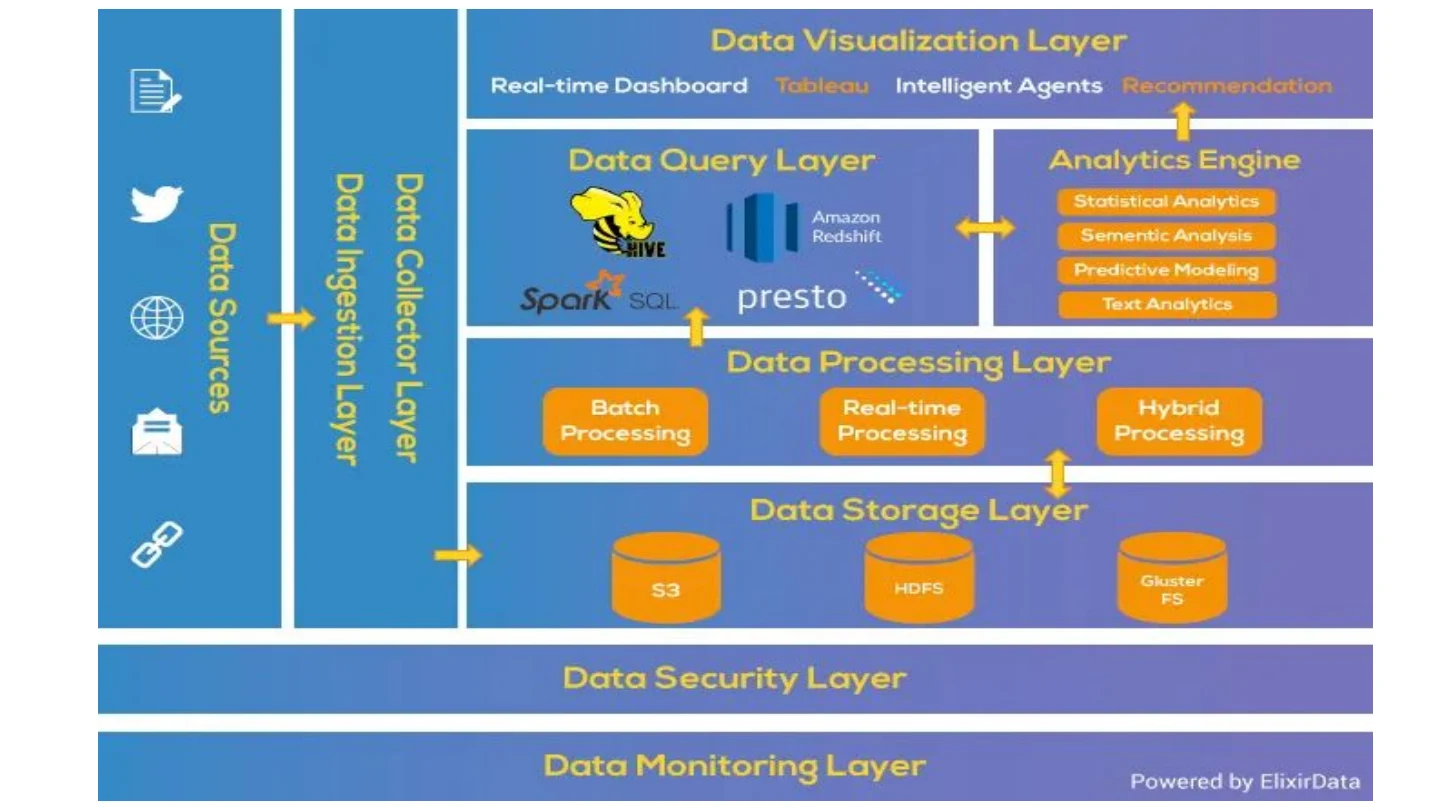 Data Visualization Layer
Real-time Dashboard Tableau Intelligent Agents Recommendation
Data Sources
Data Ingestion Layer
Data Collector Layer
Data Query Layer
HIVE
Amazon
Redshift
Spark SQL
presto
Analytics Engine
Statistical Analytics
Sementic Analysis
Predictive Modeling
Text Analytics
Data Processing Layer
Batch
Processing
Real-time
Processing
Hybrid
Processing
Data Storage Layer
S3
HDFS
Gluster
FS
Data Security Layer
Data Monitoring Layer
Powered by ElixirData